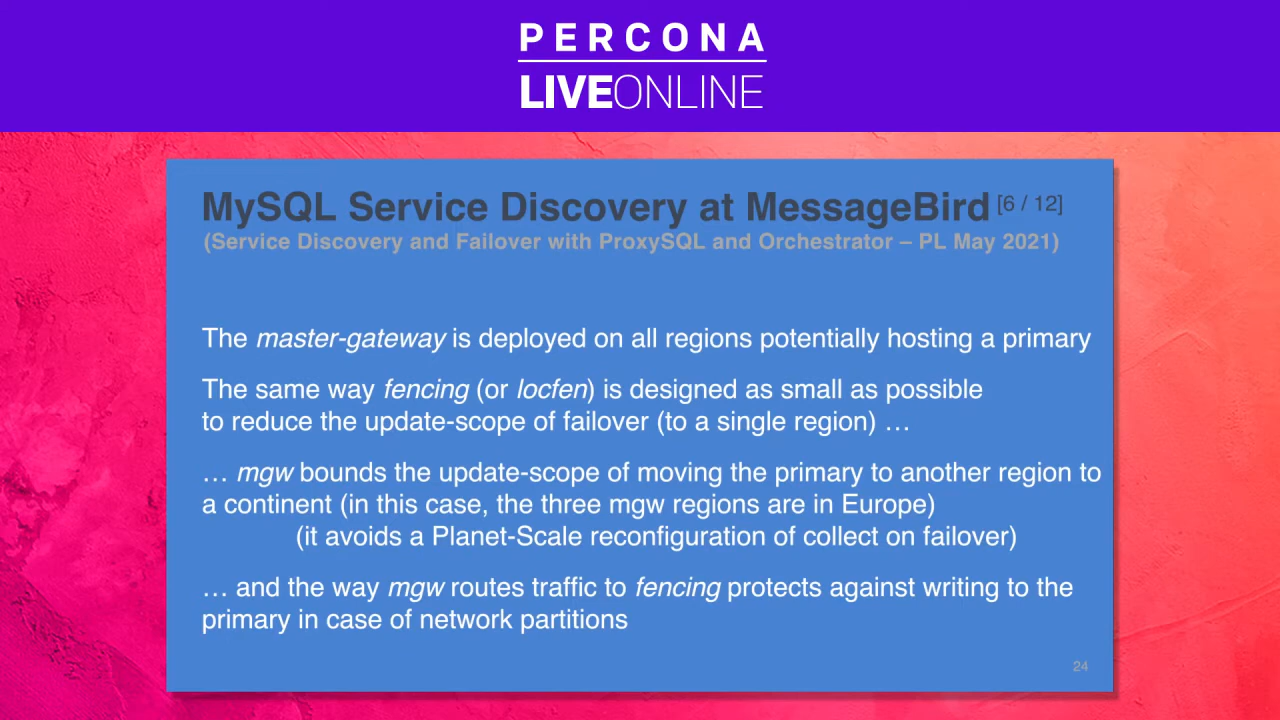 PERCONA
LIVEONLINE
MySQL Service Discovery at MessageBird [6 / 12]
(Service Discovery and Failover with ProxySQL and Orchestrator – PL May 2021)
The master-gateway is deployed on all regions potentially hosting a primary
The same way fencing (or locfen) is designed as small as possible
to reduce the update-scope of failover (to a single region) …
… mgw bounds the update-scope of moving the primary to another region to
a continent (in this case, the three mgw regions are in Europe)
(it avoids a Planet-Scale reconfiguration of collect on failover)
… and the way mgw routes traffic to fencing protects against writing to the
primary in case of network partitions
24